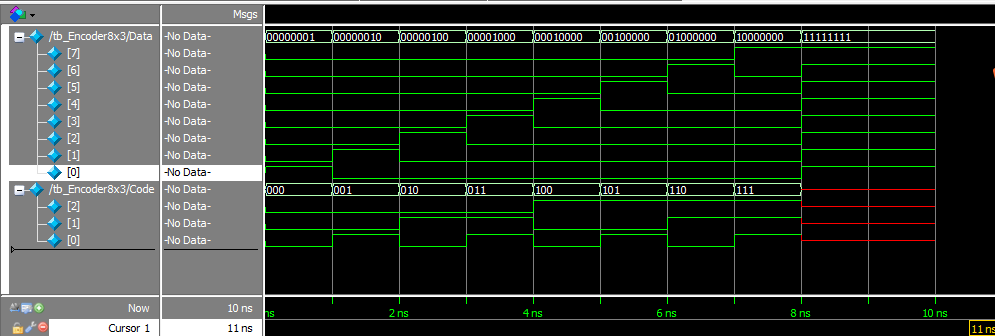 Msgs
/tb_Encoder8x3/Data -No Data- 00000001 00000010 00000100 00001000 00010000 00100000 01000000 10000000 11111111
[7] -No Data-
[6] -No Data-
[5] -No Data-
[4] -No Data-
[3] -No Data-
[2] -No Data-
[1] -No Data-
[0] -No Data-
/tb_Encoder8x3/Code -No Data- 000 001 010 011 100 101 110 111
[2] -No Data-
[1] -No Data-
[0] -No Data-
Now 10 ns ns 2 ns 4 ns 6 ns 8 ns 10 ns
Cursor 1 11 ns 11 ns